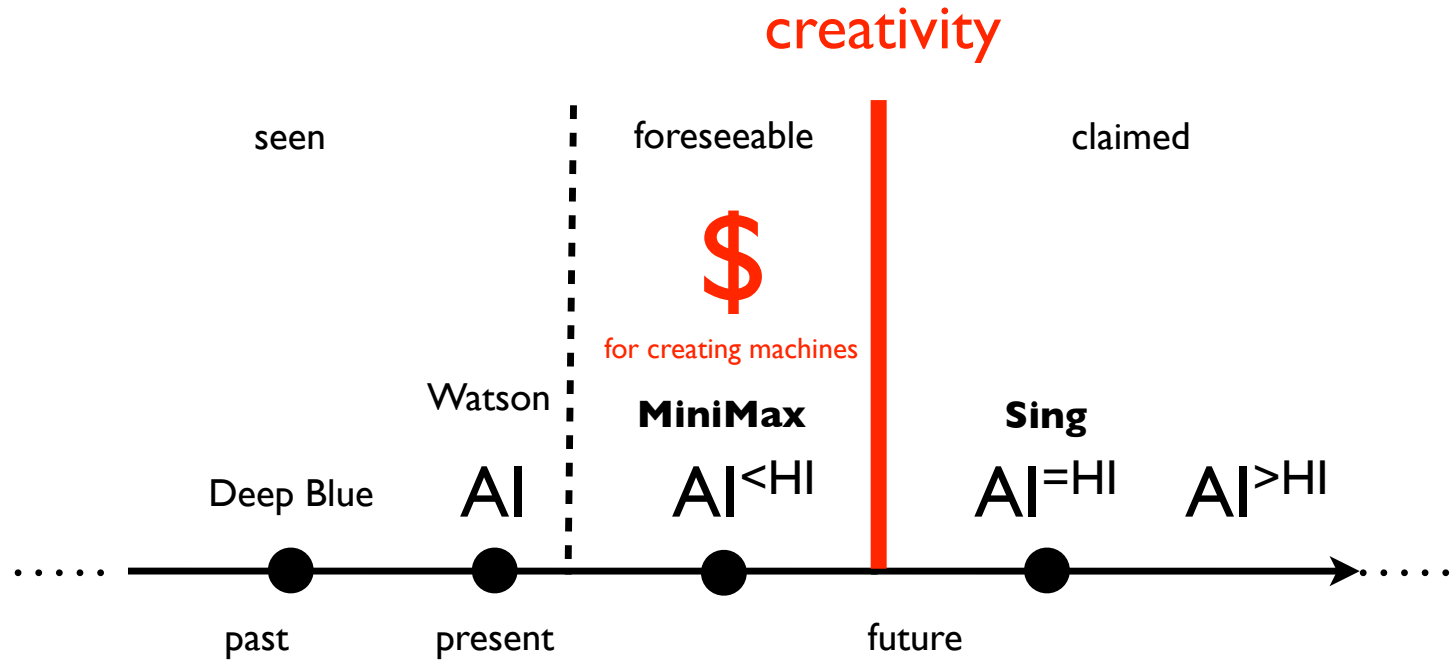 creativity
seen
foreseeable
claimed
$
for creating machines
Watson
MiniMax
Sing
Deep Blue
AI
AI<HI
AI=HI
AI>HI
past
present
future